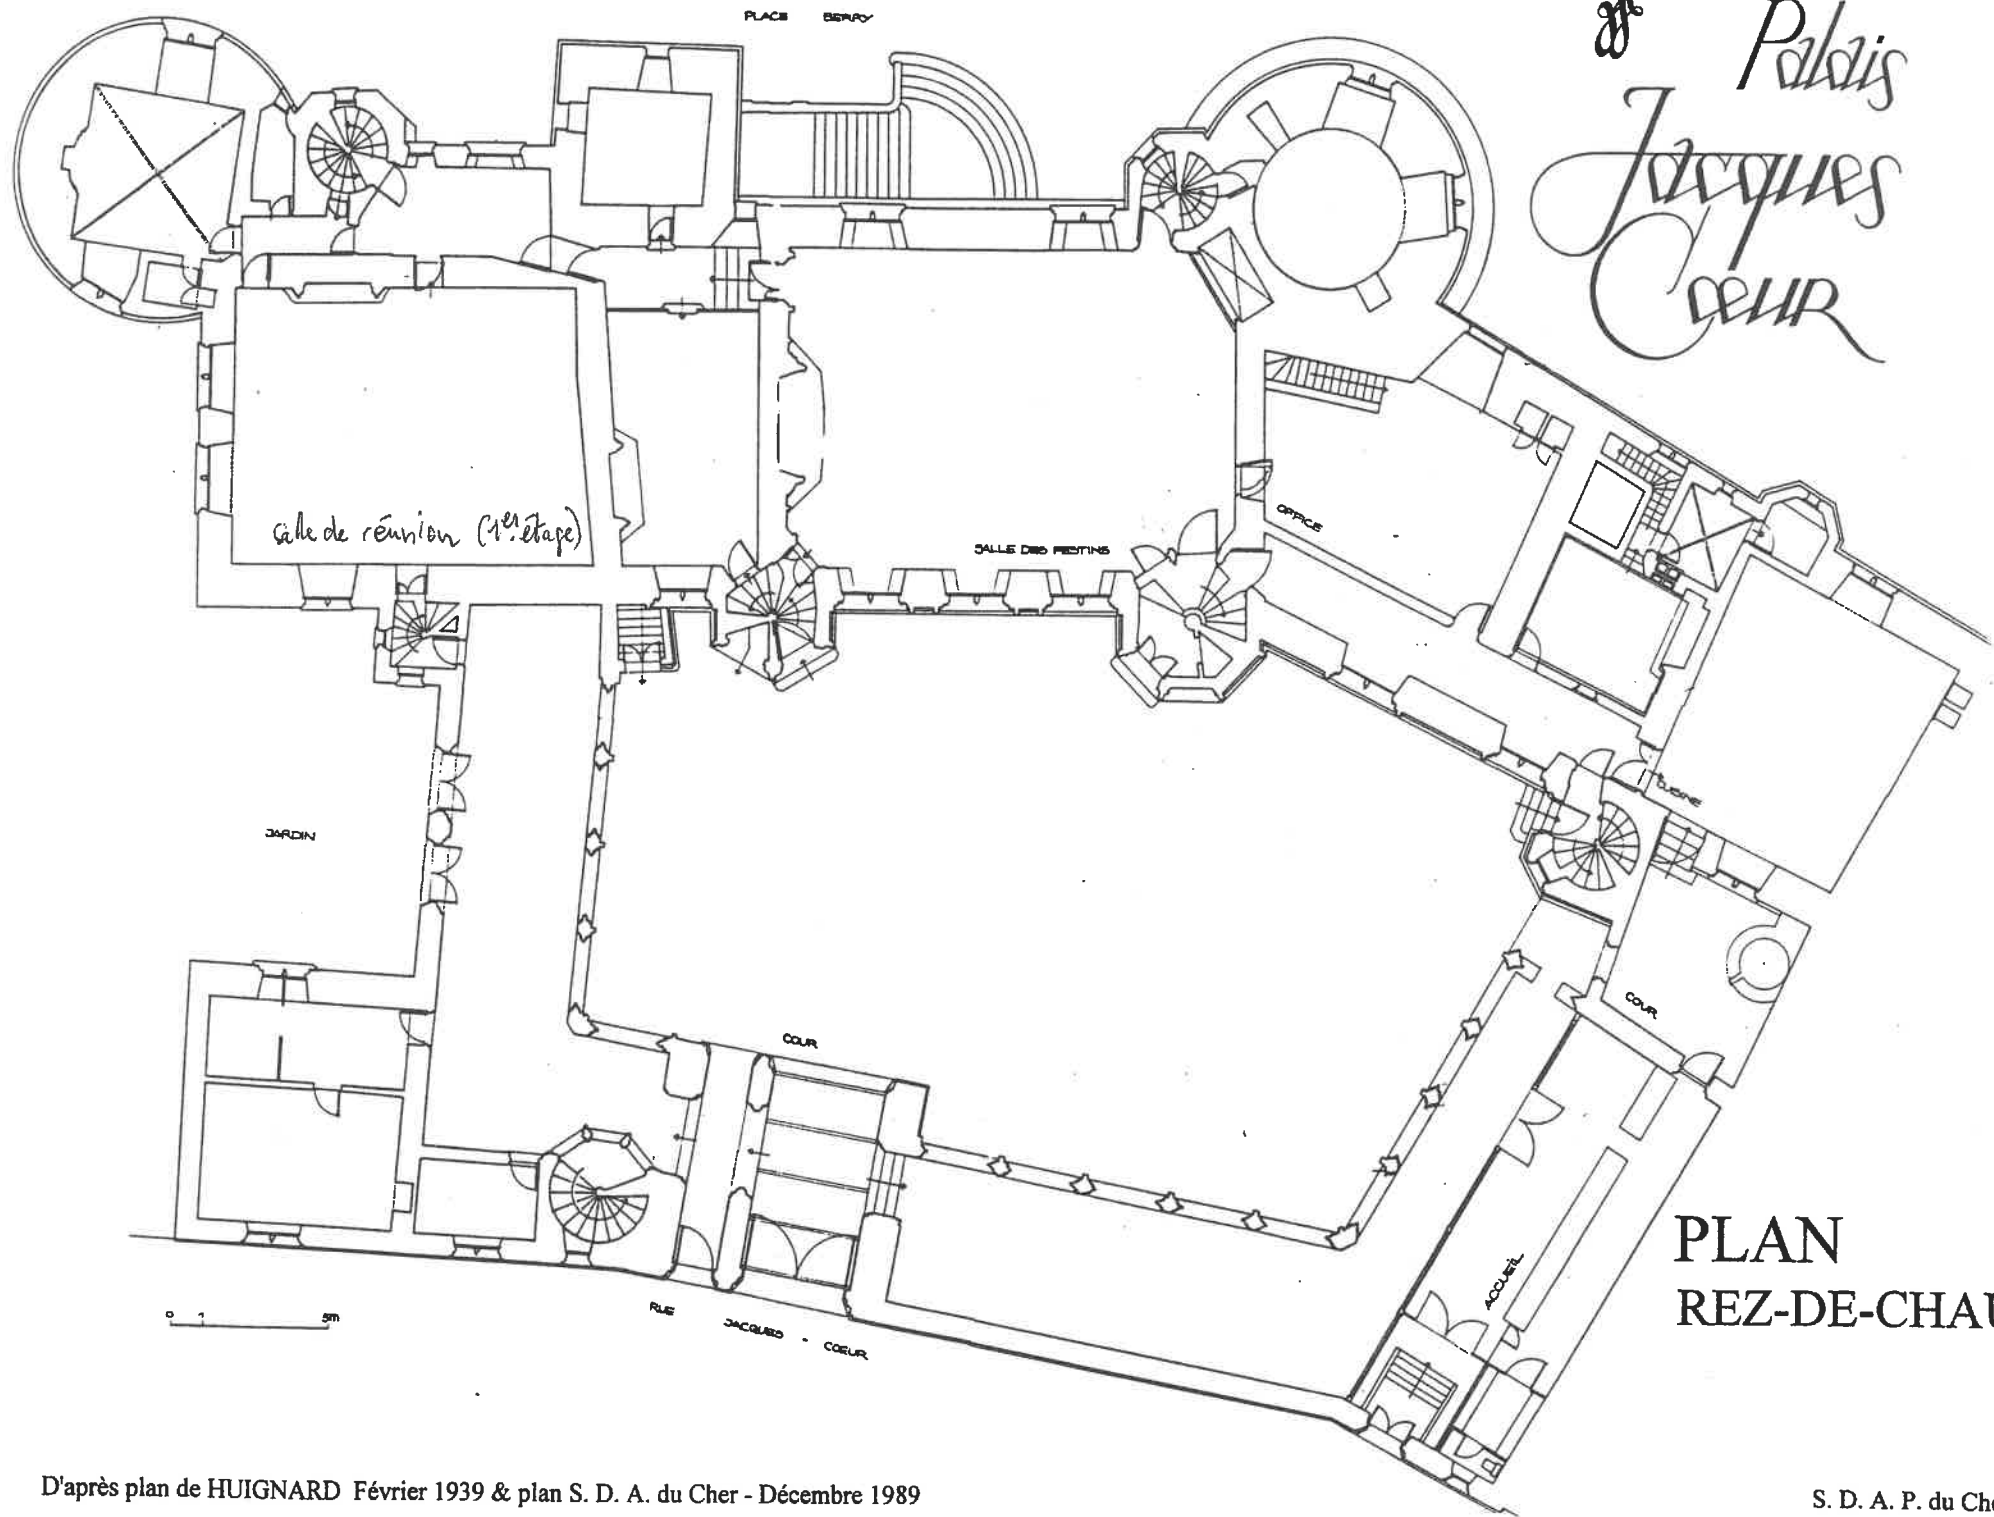 PLACE BERRY
Palais
Jacques
Cœur
OFFICE
salle de réunion (1er étage)
SALLE DES FESTINS
CUISINE
JARDIN
COUR
COUR
ACCUEIL
PLAN
REZ-DE-CHAU
0 1 5m
RUE JACQUES - COEUR
D'après plan de HUIGNARD Février 1939 & plan S. D. A. du Cher - Décembre 1989
S. D. A. P. du Che